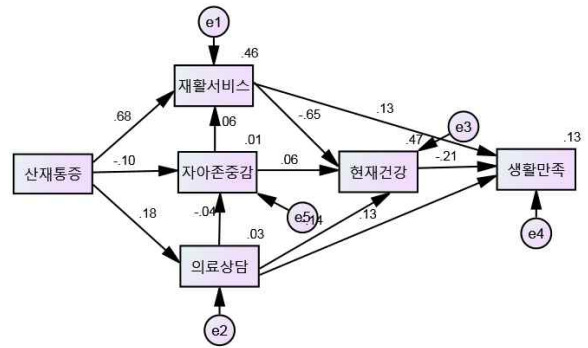 e1
.46
재활서비스
.68
.06
.01
-.65
.13
e3
.47
.13
산재통증
-.10
자아존중감
.06
현재건강
-.21
생활만족
.18
-.04
e5
-.14
.13
.03
의료상담
e4
e2